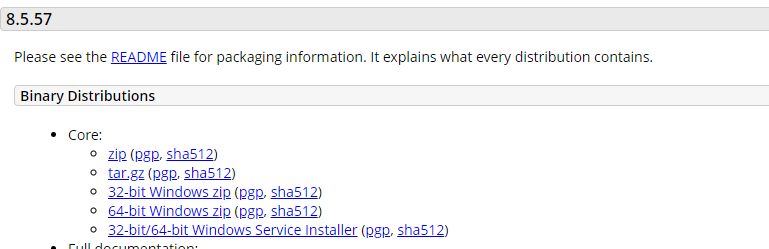 8.5.57
Please see the README file for packaging information. It explains what every distribution contains.
Binary Distributions
Core:
zip (pgp, sha512)
tar.gz (pgp, sha512)
32-bit Windows zip (pgp, sha512)
64-bit Windows zip (pgp, sha512)
32-bit/64-bit Windows Service Installer (pgp, sha512)
Full documentation: